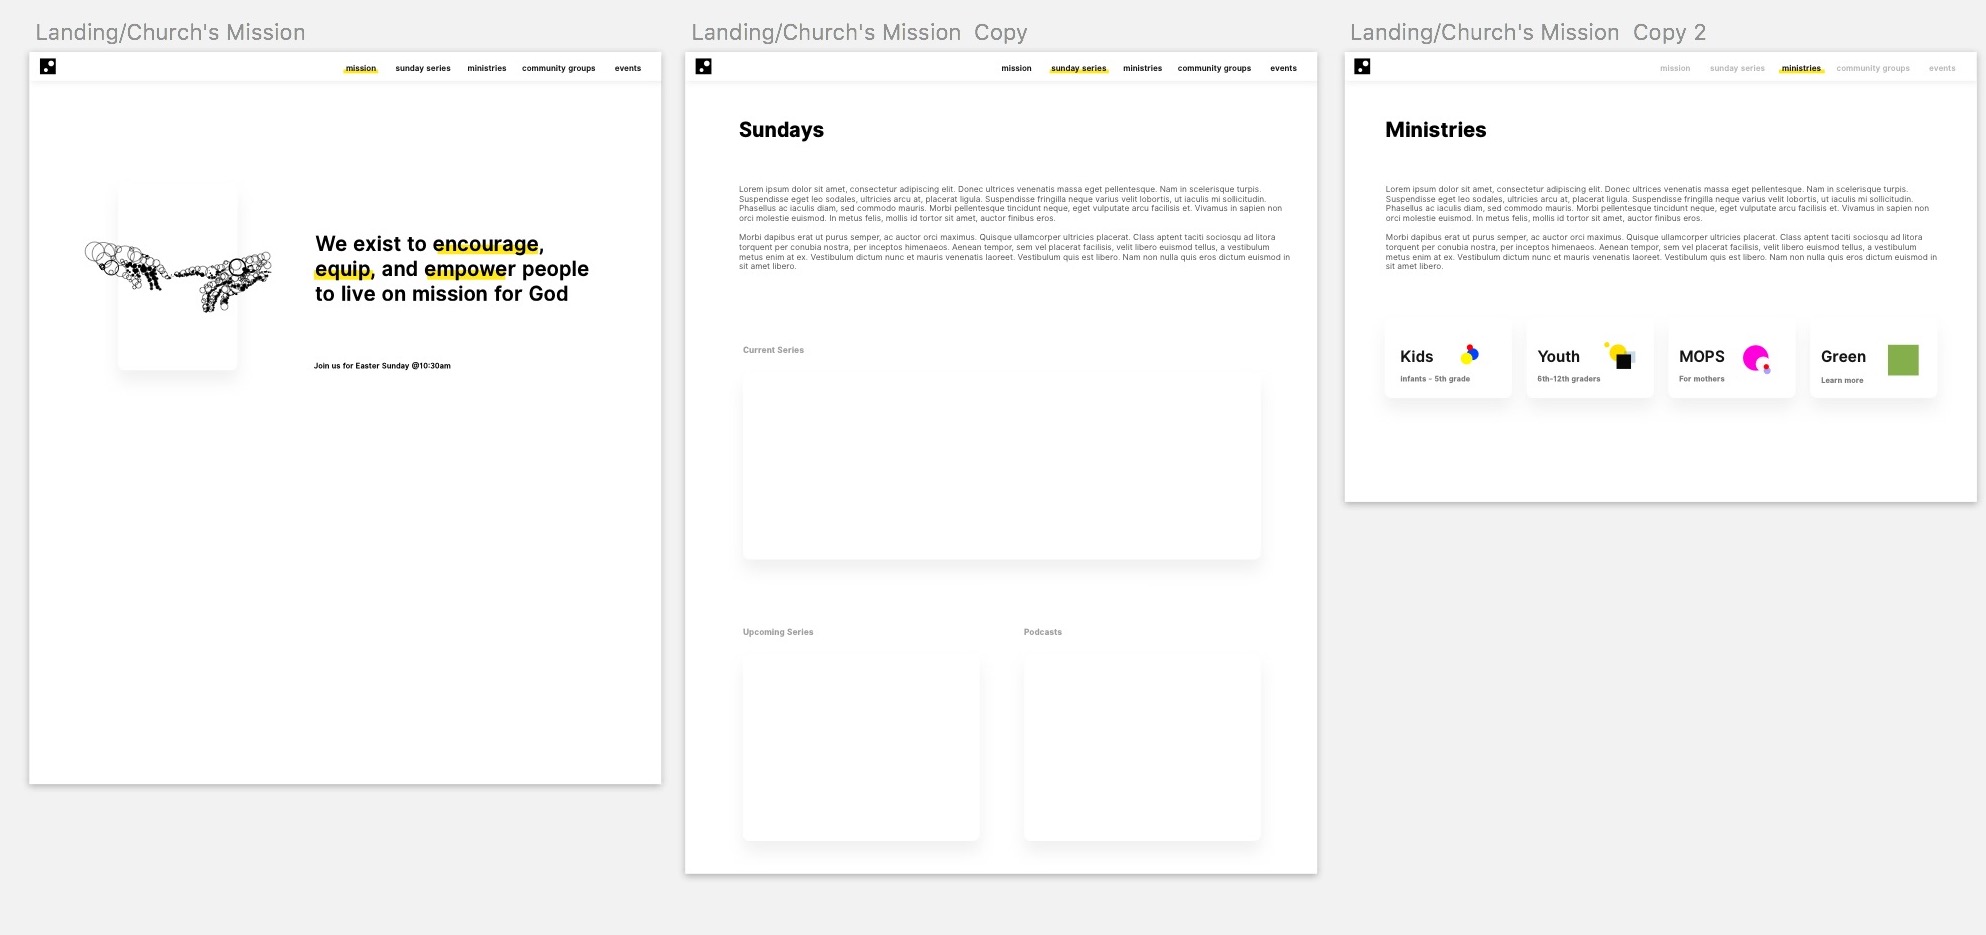 Landing/Church's Mission
mission sunday series ministries community groups events
We exist to encourage,
equip, and empower people
to live on mission for God
Join us for Easter Sunday @10:30am
Landing/Church's Mission Copy
mission sunday series ministries community groups events
Sundays
Lorem ipsum dolor sit amet, consectetur adipiscing elit. Donec ultrices venenatis massa eget pellentesque. Nam in scelerisque turpis.
Suspendisse eget leo sodales, ultricies arcu at, placerat ligula. Suspendisse fringilla neque varius velit lobortis, ut iaculis mi sollicitudin.
Phasellus ac iaculis diam, sed commodo mauris. Morbi pellentesque tincidunt neque, eget vulputate arcu facilisis et. Vivamus in sapien non
orci molestie euismod. In metus felis, mollis id tortor sit amet, auctor finibus eros.
Morbi dapibus erat ut purus semper, ac auctor orci maximus. Quisque ullamcorper ultricies placerat. Class aptent taciti sociosqu ad litora
torquent per conubia nostra, per inceptos himenaeos. Aenean tempor, sem vel placerat facilisis, velit libero euismod tellus, a vestibulum
metus enim at ex. Vestibulum dictum nunc et mauris venenatis laoreet. Vestibulum quis est libero. Nam non nulla quis eros dictum euismod in
sit amet libero.
Current Series
Upcoming Series
Podcasts
Landing/Church's Mission Copy 2
mission sunday series ministries community groups events
Ministries
Lorem ipsum dolor sit amet, consectetur adipiscing elit. Donec ultrices venenatis massa eget pellentesque. Nam in scelerisque turpis.
Suspendisse eget leo sodales, ultricies arcu at, placerat ligula. Suspendisse fringilla neque varius velit lobortis, ut iaculis mi sollicitudin.
Phasellus ac iaculis diam, sed commodo mauris. Morbi pellentesque tincidunt neque, eget vulputate arcu facilisis et. Vivamus in sapien non
orci molestie euismod. In metus felis, mollis id tortor sit amet, auctor finibus eros.
Morbi dapibus erat ut purus semper, ac auctor orci maximus. Quisque ullamcorper ultricies placerat. Class aptent taciti sociosqu ad litora
torquent per conubia nostra, per inceptos himenaeos. Aenean tempor, sem vel placerat facilisis, velit libero euismod tellus, a vestibulum
metus enim at ex. Vestibulum dictum nunc et mauris venenatis laoreet. Vestibulum quis est libero. Nam non nulla quis eros dictum euismod in
sit amet libero.
Kids
infants - 5th grade
Youth
6th-12th graders
MOPS
For mothers
Green
Learn more